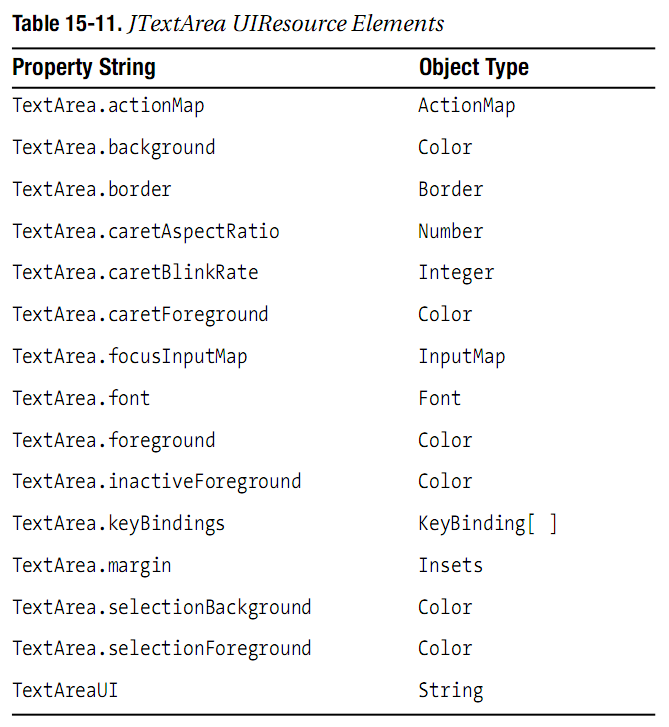 Table 15-11. JTextArea UIResource Elements
Property String Object Type
TextArea.actionMap ActionMap
TextArea.background Color
TextArea.border Border
TextArea.caretAspectRatio Number
TextArea.caretBlinkRate Integer
TextArea.caretForeground Color
TextArea.focusInputMap InputMap
TextArea.font Font
TextArea.foreground Color
TextArea.inactiveForeground Color
TextArea.keyBindings KeyBinding[ ]
TextArea.margin Insets
TextArea.selectionBackground Color
TextArea.selectionForeground Color
TextAreaUI String